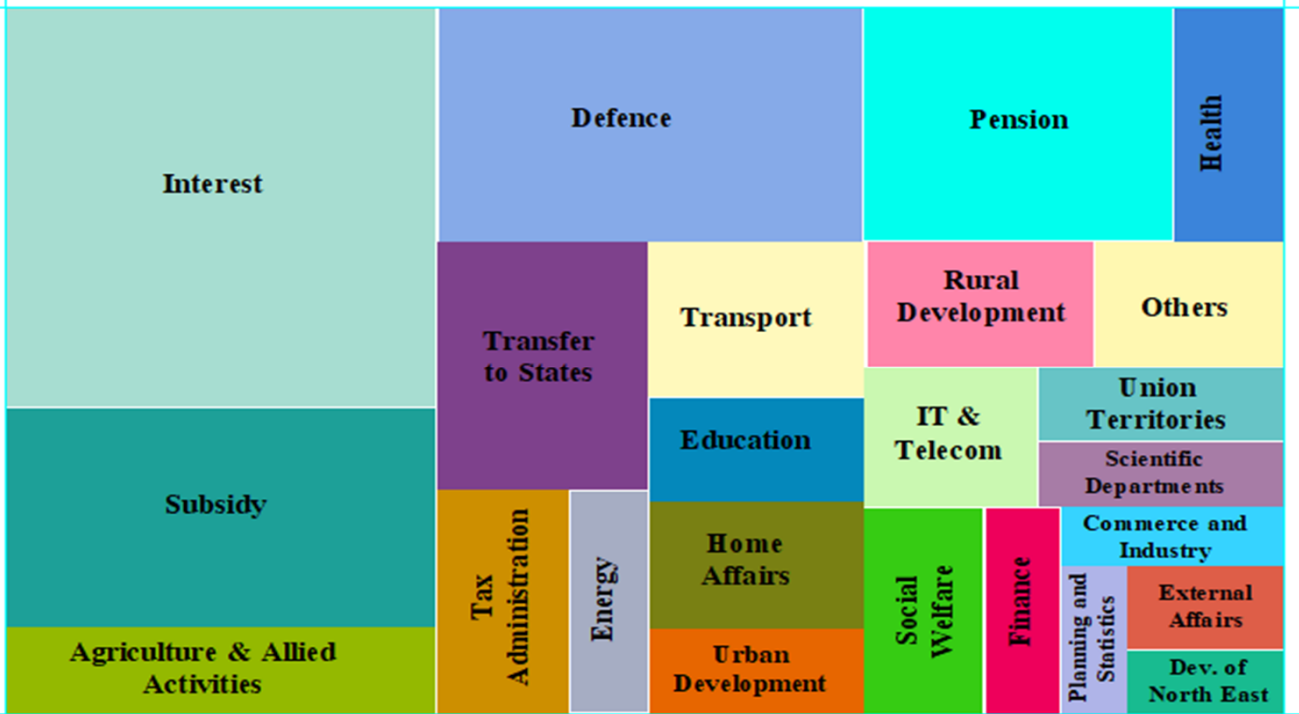 Interest
Subsidy
Agriculture & Allied
Activities
Defence
Transfer
to States
Tax
Administration
Energy
Transport
Education
Home
Affairs
Urban
Development
Pension
Health
Rural
Development
Others
IT &
Telecom
Union
Territories
Scientific
Departments
Social
Welfare
Finance
Commerce and
Industry
Planning and
Statistics
External
Affairs
Dev. of
North East